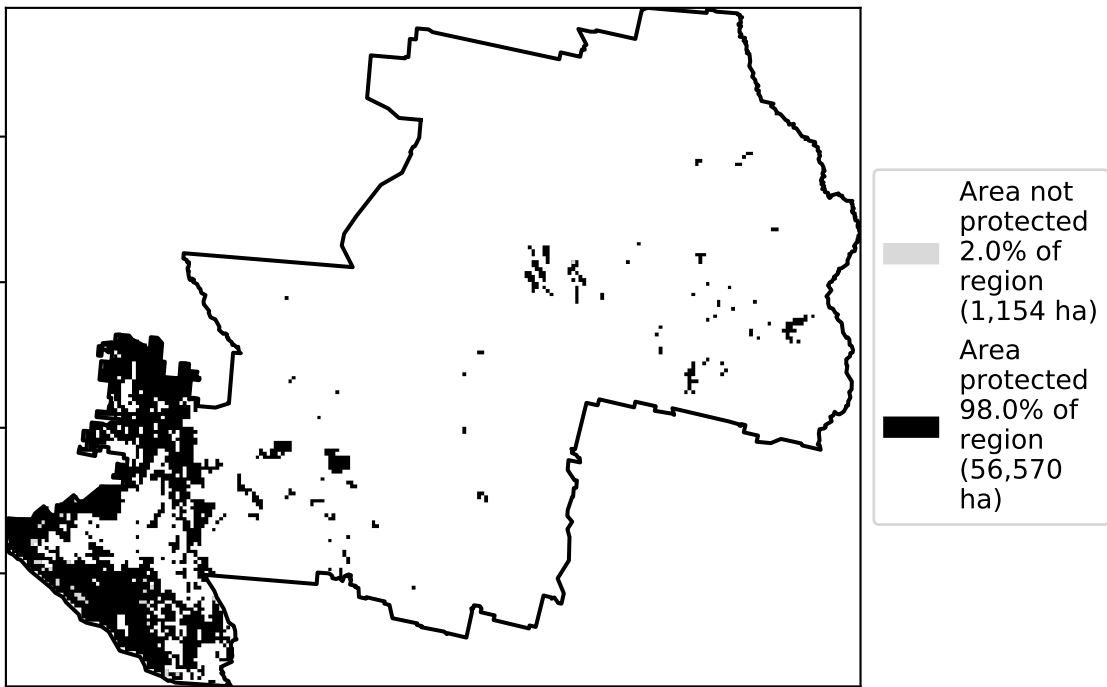 Area not
protected
2.0% of
region
(1,154 ha)
Area
protected
98.0% of
region
(56,570
ha)